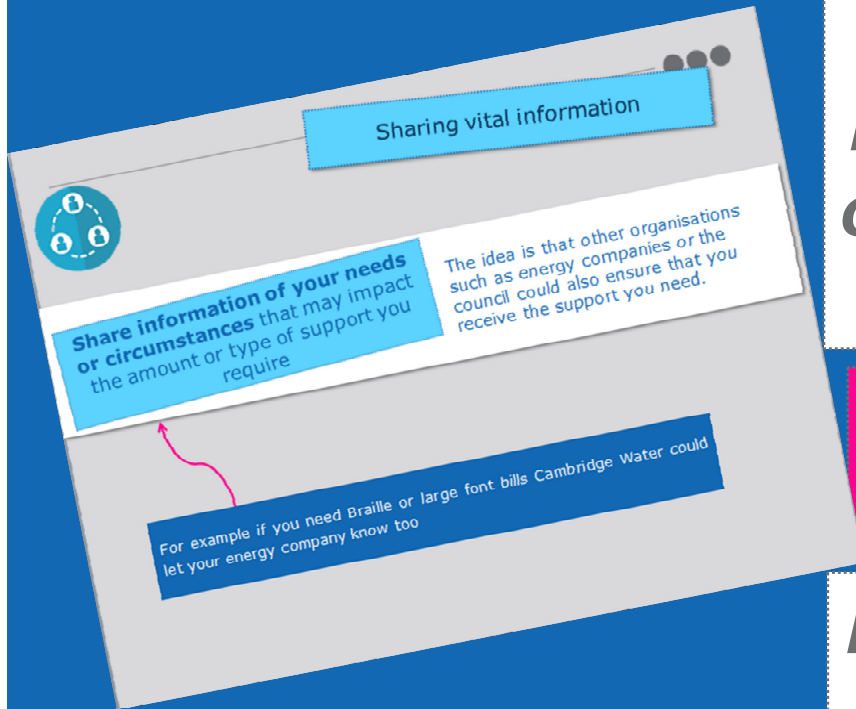 Sharing vital information
Share information of your needs
or circumstances that may impact
the amount or type of support you
require
The idea is that other organisations
such as energy companies or the
council could also ensure that you
receive the support you need.
For example if you need Braille or large font bills Cambridge Water could
let your energy company know too